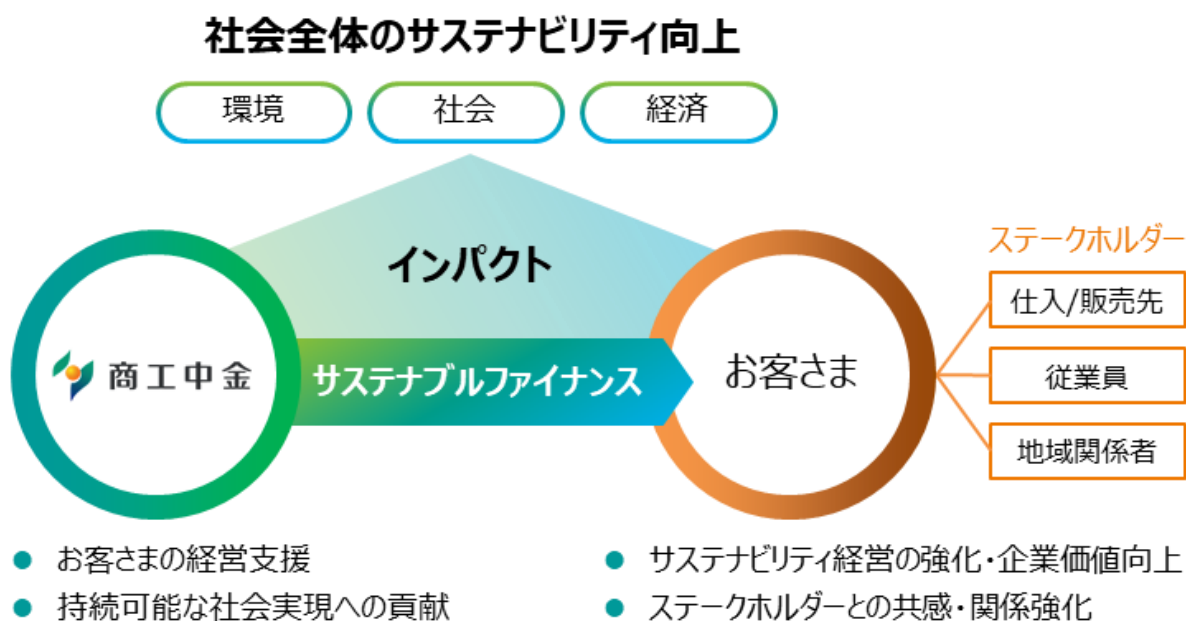 社会全体のサステナビリティ向上
環境
社会
経済
インパクト
商工中金
サステナブルファイナンス
お客さま
ステークホルダー
仕入/販売先
従業員
地域関係者
● お客さまの経営支援
● 持続可能な社会実現への貢献
● サステナビリティ経営の強化・企業価値向上
● ステークホルダーとの共感・関係強化